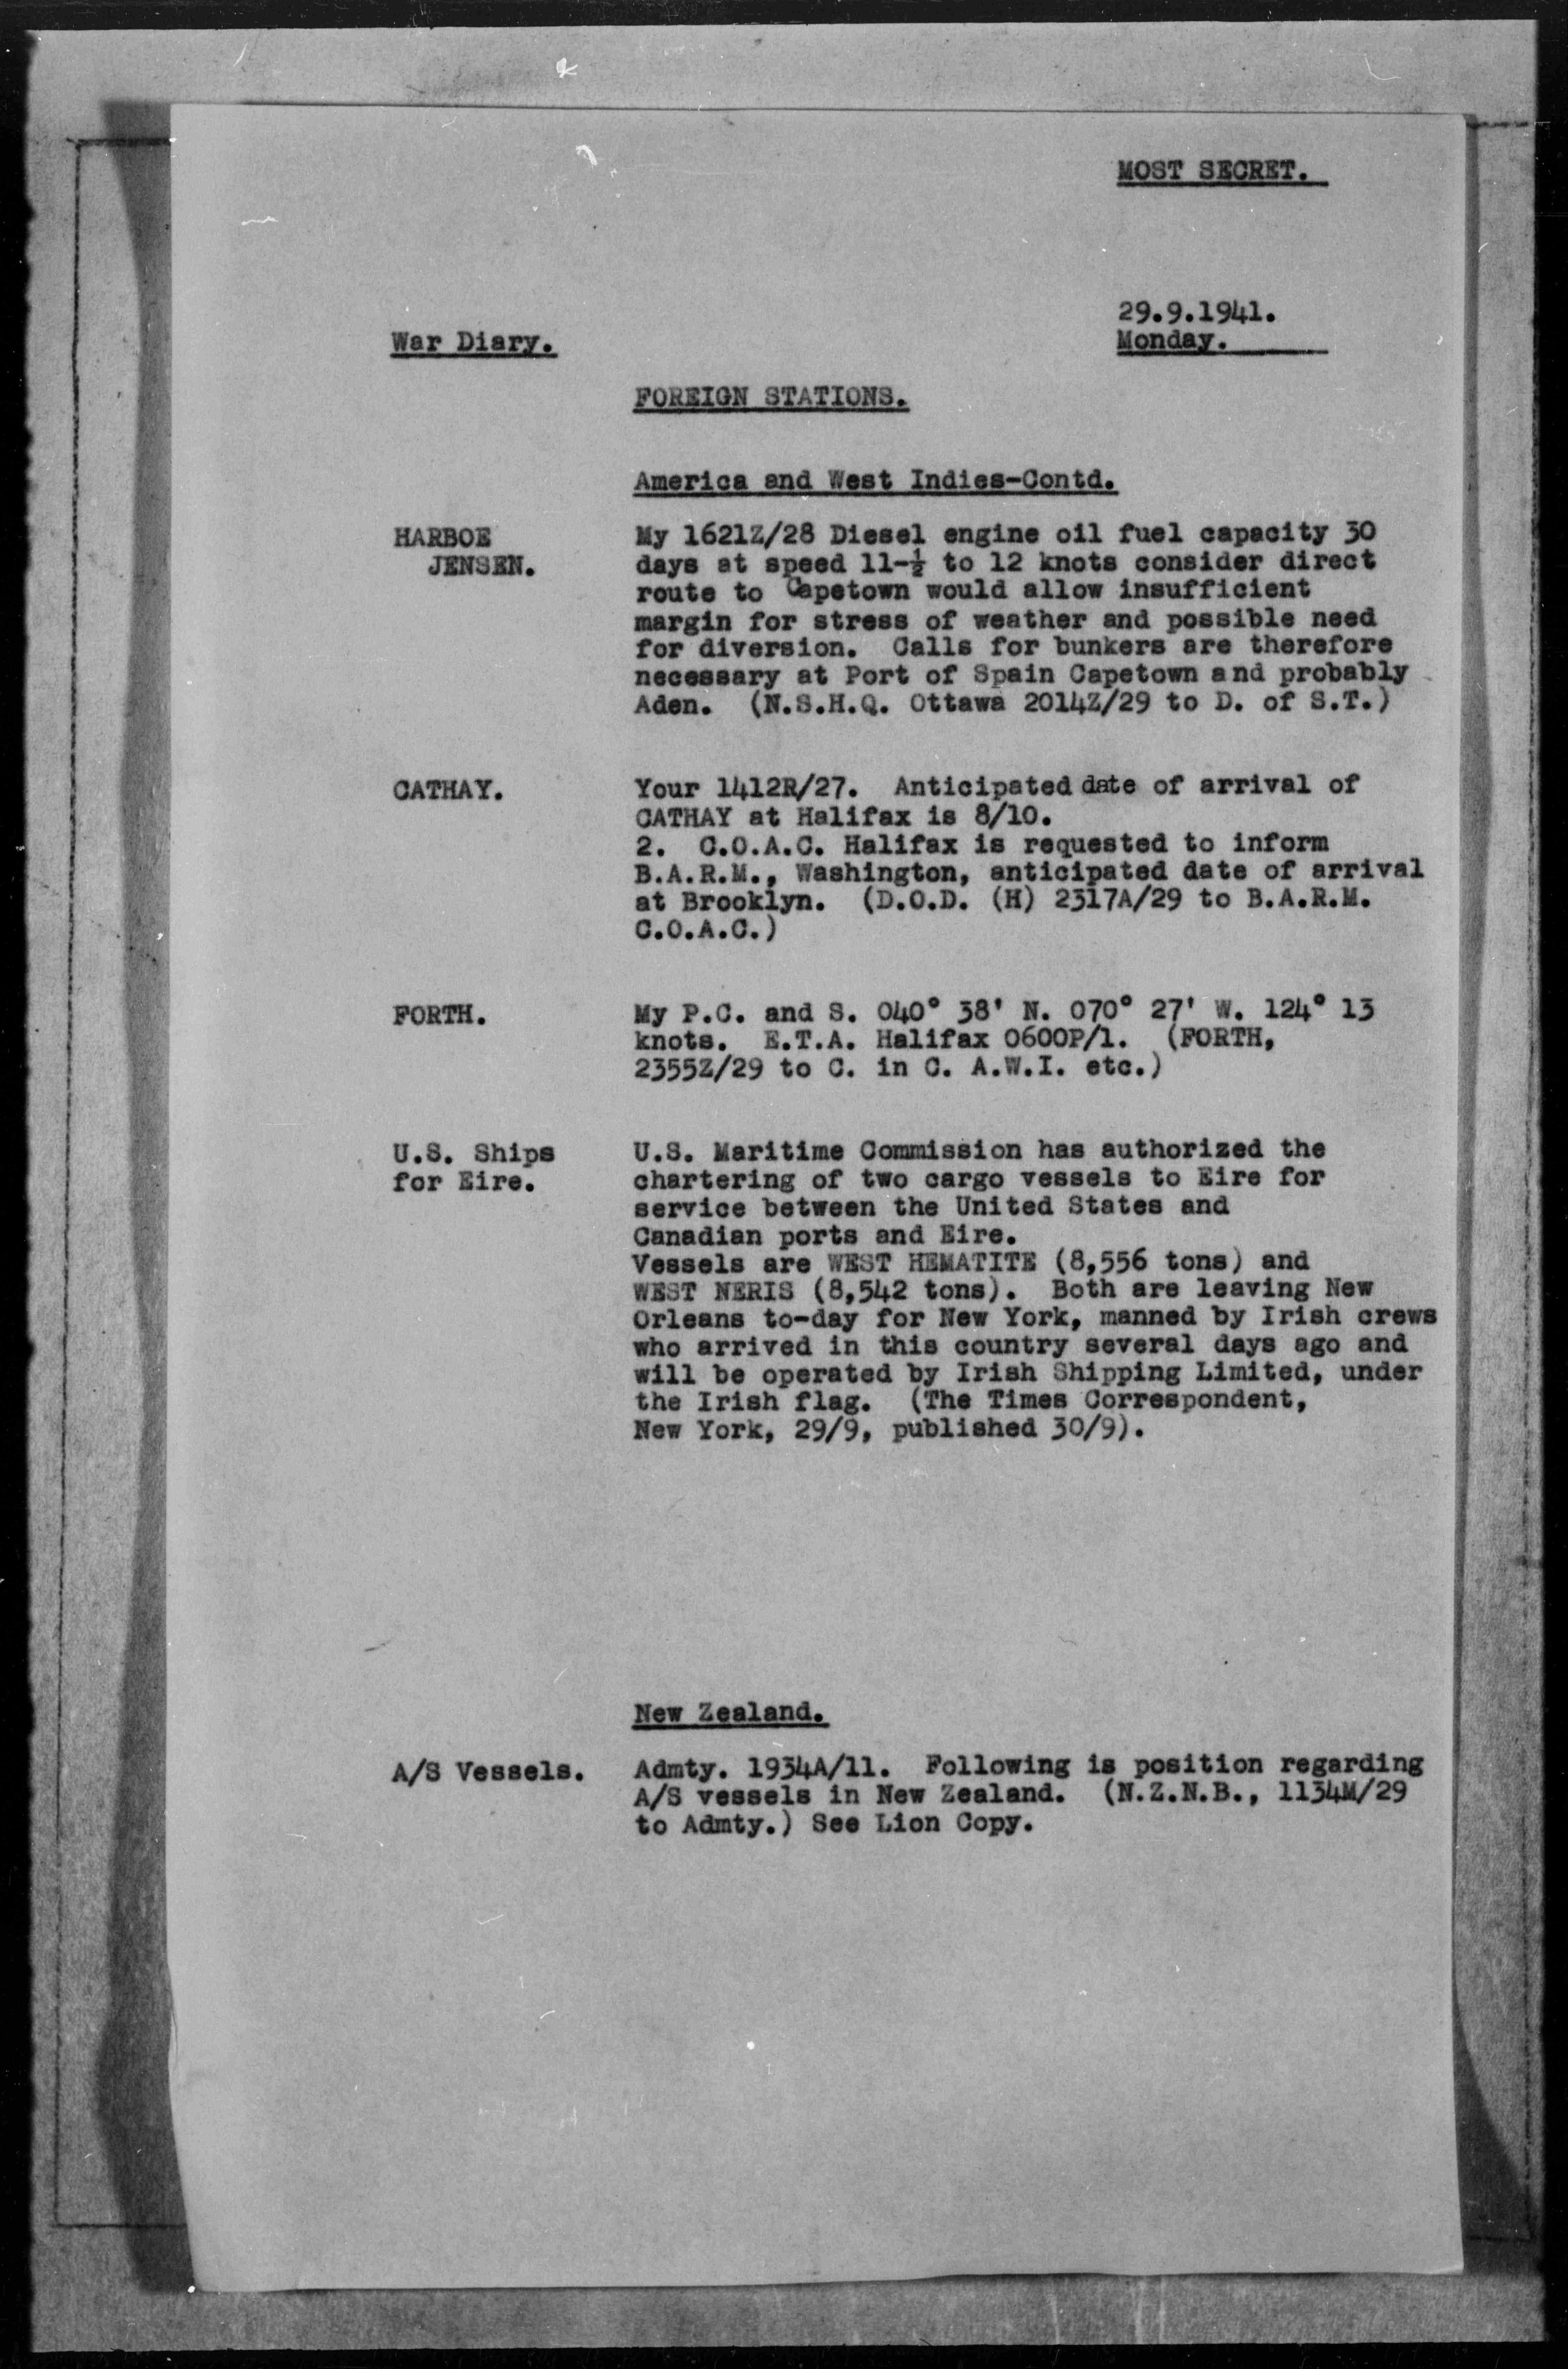 MOST SECRET.
29.9.1941.
War Diary.
Monday.
FOREIGN STATIONS.
America and West Indies-Contd.
HARBOE
JENSEN.
My 1621Z/28 Diesel engine oil fuel capacity 30
days at speed 11-½ to 12 knots consider direct
route to Capetown would allow insufficient
margin for stress of weather and possible need
for diversion. Calls for bunkers are therefore
necessary at Port of Spain Capetown and probably
Aden. (N.S.H.Q. Ottawa 2014Z/29 to D. of S.T.)
CATHAY.
Your 1412R/27. Anticipated date of arrival of
CATHAY at Halifax is 8/10.
2. C.O.A.C. Halifax is requested to inform
B.A.R.M., Washington, anticipated date of arrival
at Brooklyn. (D.O.D. (H) 2317A/29 to B.A.R.M.
C.O.A.C.)
FORTH.
My P.C. and S. 040° 38' N. 070° 27' W. 124° 13
knots. E.T.A. Halifax 0600P/1. (FORTH,
2355Z/29 to C. in C. A.W.I. etc.)
U.S. Ships
for Eire.
U.S. Maritime Commission has authorized the
chartering of two cargo vessels to Eire for
service between the United States and
Canadian ports and Eire.
Vessels are WEST HEMATITE (8,556 tons) and
WEST NERIS (8,542 tons). Both are leaving New
Orleans to-day for New York, manned by Irish crews
who arrived in this country several days ago and
will be operated by Irish Shipping Limited, under
the Irish flag. (The Times Correspondent,
New York, 29/9, published 30/9).
New Zealand.
A/S Vessels.
Admty. 1934A/11. Following is position regarding
A/S vessels in New Zealand. (N.Z.N.B., 1134M/29
to Admty.) See Lion Copy.